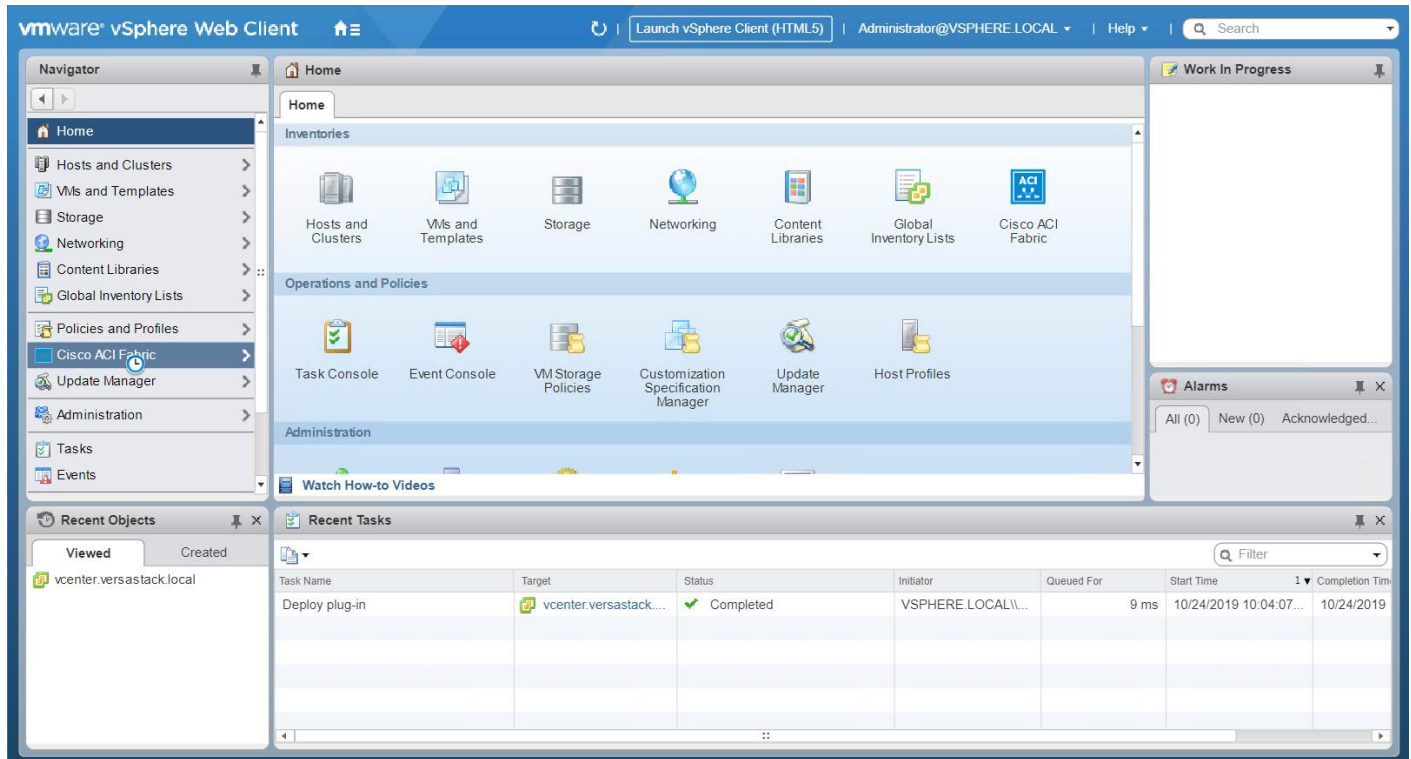 vmware® vSphere Web Client
Launch vSphere Client (HTML5) | Administrator@VSPHERE.LOCAL | Help | Search
Navigator
Home
Hosts and Clusters
VMs and Templates
Storage
Networking
Content Libraries
Global Inventory Lists
Policies and Profiles
Cisco ACI Fabric
Update Manager
Administration
Tasks
Events
Home
Home
Inventories
Hosts and Clusters
VMs and Templates
Storage
Networking
Content Libraries
Global Inventory Lists
ACI
Cisco ACI Fabric
Operations and Policies
Task Console
Event Console
VM Storage Policies
Customization Specification Manager
Update Manager
Host Profiles
Administration
Watch How-to Videos
Work In Progress
Alarms
All (0) New (0) Acknowledged...
Recent Objects
Viewed Created
vcenter.versastack.local
Recent Tasks
Filter
Task Name Target Status Initiator Queued For Start Time 1 Completion Tim
Deploy plug-in vcenter.versastack.... Completed VSPHERE.LOCAL\\... 9 ms 10/24/2019 10:04:07... 10/24/2019